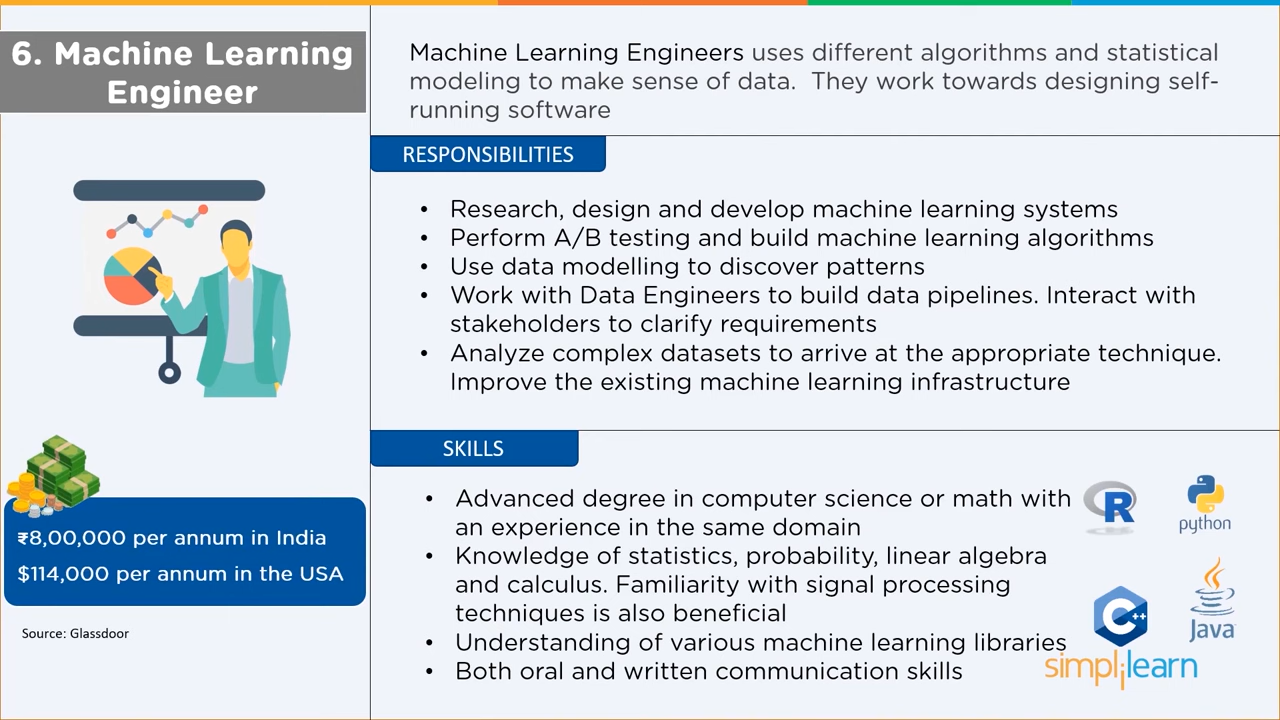 6. Machine Learning
Engineer
Machine Learning Engineers uses different algorithms and statistical
modeling to make sense of data.  They work towards designing self-
running software
RESPONSIBILITIES
• Research, design and develop machine learning systems
• Perform A/B testing and build machine learning algorithms
• Use data modelling to discover patterns
• Work with Data Engineers to build data pipelines. Interact with
stakeholders to clarify requirements
• Analyze complex datasets to arrive at the appropriate technique.
Improve the existing machine learning infrastructure
SKILLS
• Advanced degree in computer science or math with
an experience in the same domain
• Knowledge of statistics, probability, linear algebra
and calculus. Familiarity with signal processing
techniques is also beneficial
• Understanding of various machine learning libraries
• Both oral and written communication skills
R
python
C++
Java
simplilearn
₹8,00,000 per annum in India
$114,000 per annum in the USA
Source: Glassdoor